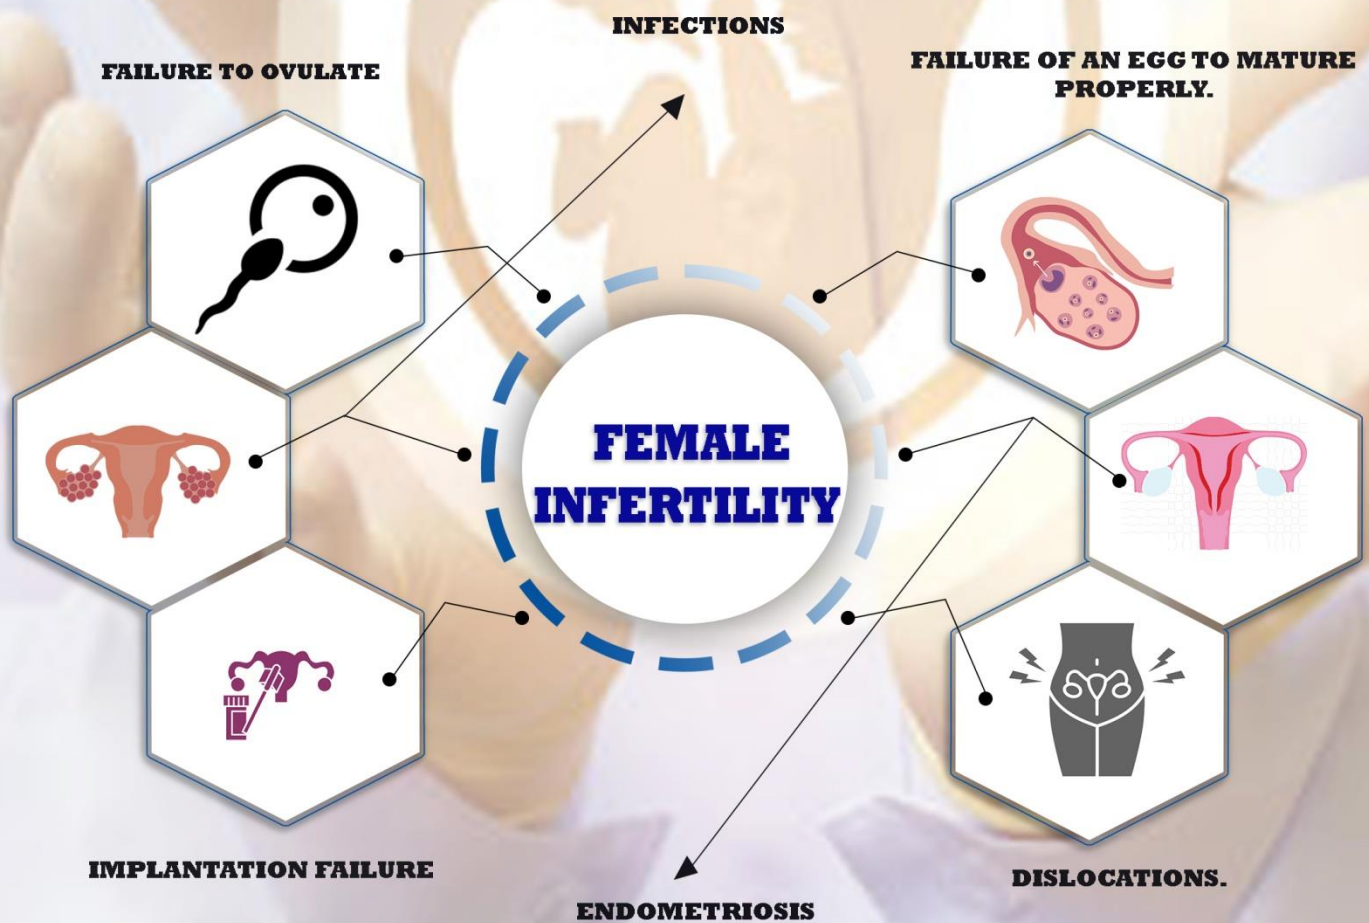 INFECTIONS
FAILURE TO OVULATE
FAILURE OF AN EGG TO MATURE
PROPERLY.
FEMALE
INFERTILITY
IMPLANTATION FAILURE
DISLOCATIONS.
ENDOMETRIOSIS